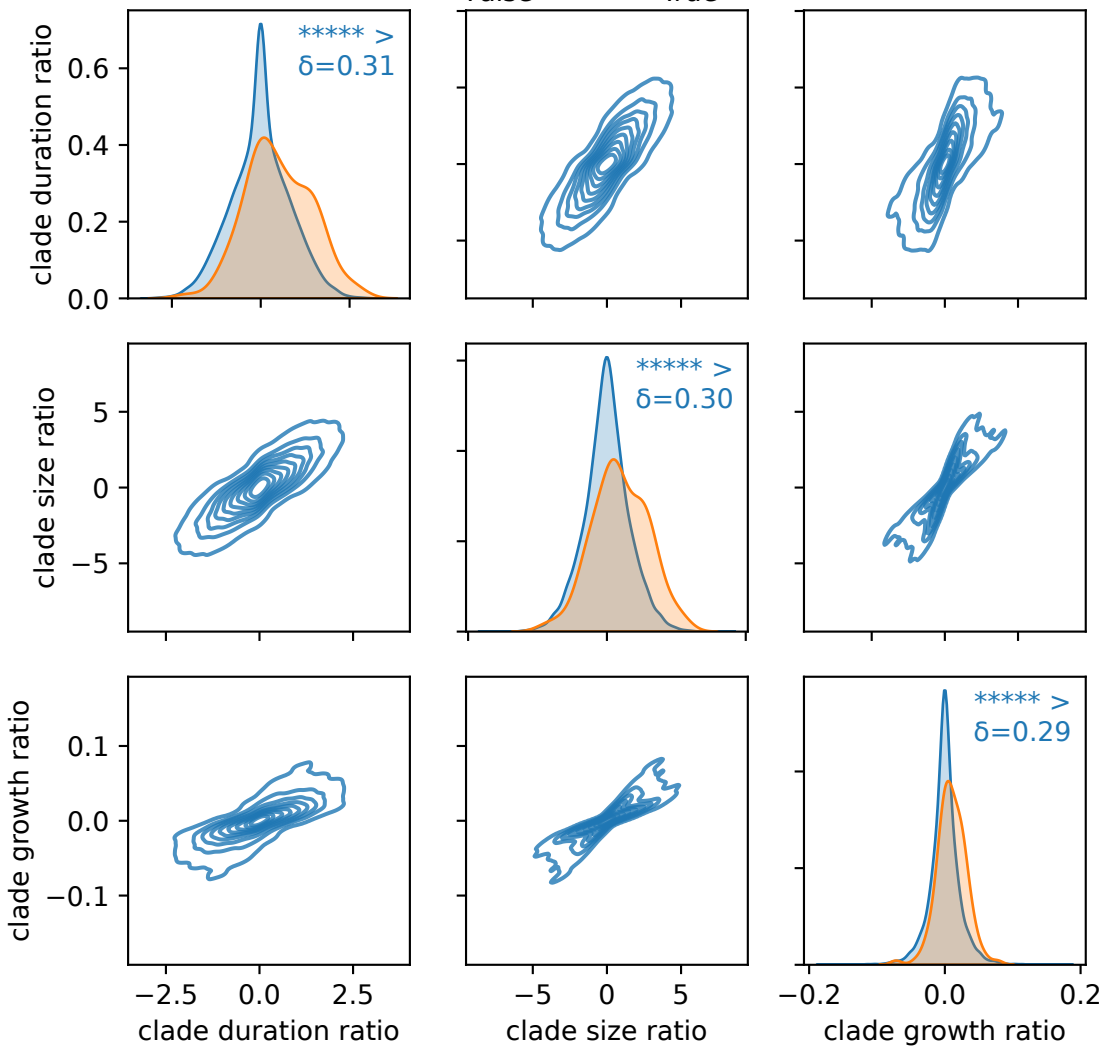 clade duration ratio
0.6
0.4
0.2
0.0
***** >
δ=0.31
clade size ratio
5
0
−5
***** >
δ=0.30
clade growth ratio
0.1
0.0
−0.1
***** >
δ=0.29
−2.5 0.0 2.5
−5 0 5
−0.2 0.0 0.2
clade duration ratio
clade size ratio
clade growth ratio